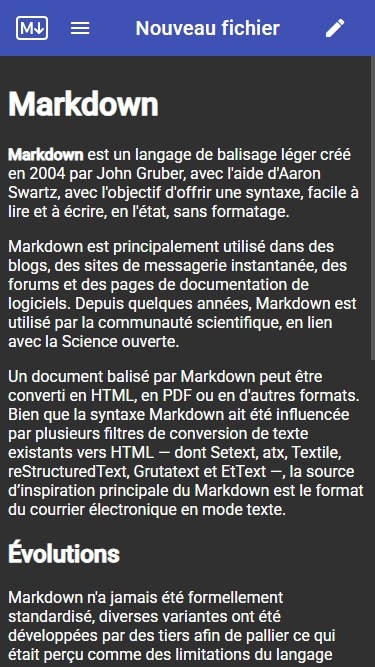 M↓ Nouveau fichier
Markdown
Markdown est un langage de balisage léger créé
en 2004 par John Gruber, avec l'aide d'Aaron
Swartz, avec l'objectif d'offrir une syntaxe, facile à
lire et à écrire, en l'état, sans formatage.
Markdown est principalement utilisé dans des
blogs, des sites de messagerie instantanée, des
forums et des pages de documentation de
logiciels. Depuis quelques années, Markdown est
utilisé par la communauté scientifique, en lien
avec la Science ouverte.
Un document balisé par Markdown peut être
converti en HTML, en PDF ou en d'autres formats.
Bien que la syntaxe Markdown ait été influencée
par plusieurs filtres de conversion de texte
existants vers HTML — dont Setext, atx, Textile,
reStructuredText, Grutatext et EtText —, la source
d’inspiration principale du Markdown est le format
du courrier électronique en mode texte.
Évolutions
Markdown n'a jamais été formellement
standardisé, diverses variantes ont été
développées par des tiers afin de pallier ce qui
était perçu comme des limitations du langage